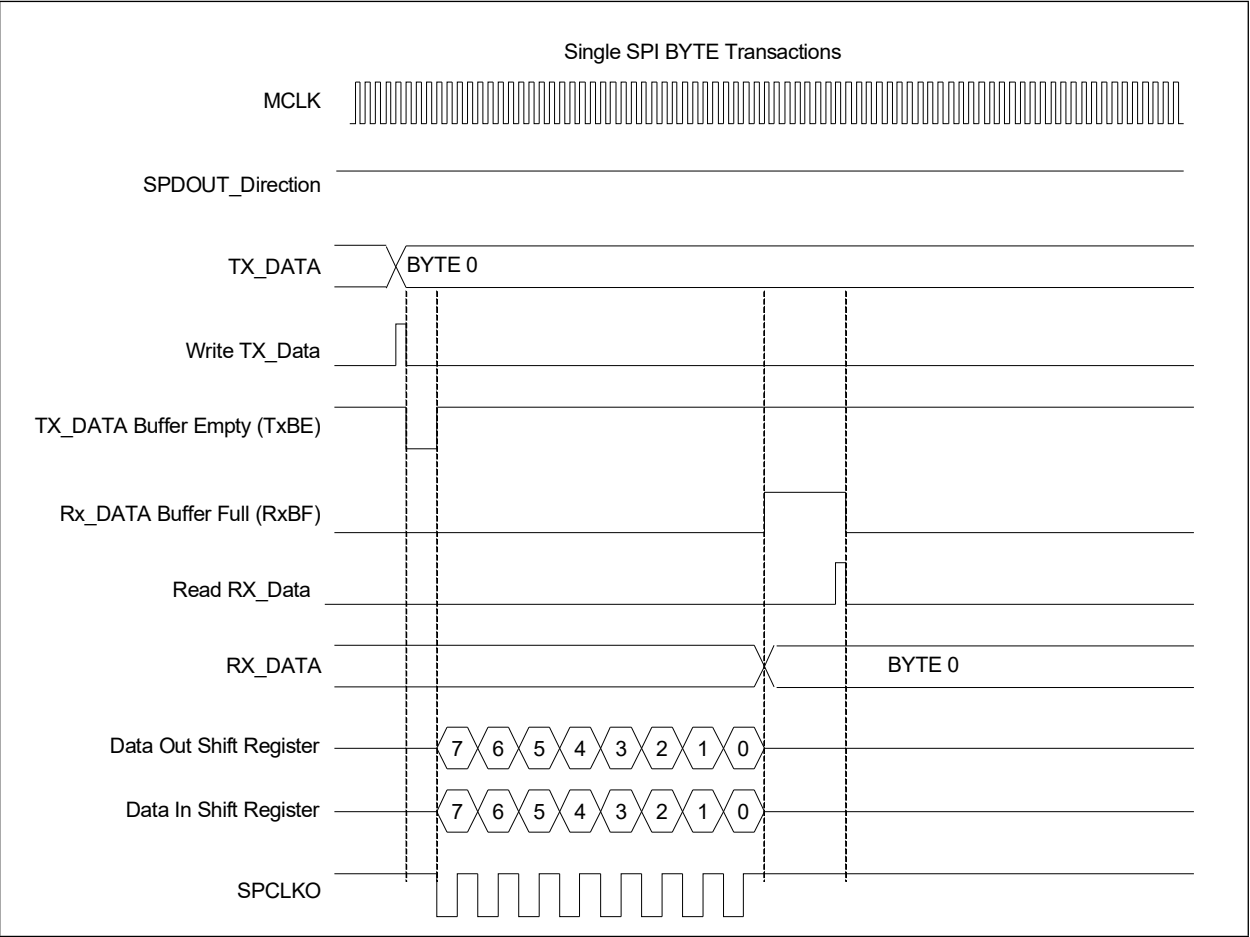 Single SPI BYTE Transactions
MCLK
SPDOUT_Direction
TX_DATA
BYTE 0
Write TX_Data
TX_DATA Buffer Empty (TxBE)
Rx_DATA Buffer Full (RxBF)
Read RX_Data
RX_DATA
BYTE 0
Data Out Shift Register
7 6 5 4 3 2 1 0
Data In Shift Register
7 6 5 4 3 2 1 0
SPCLKO